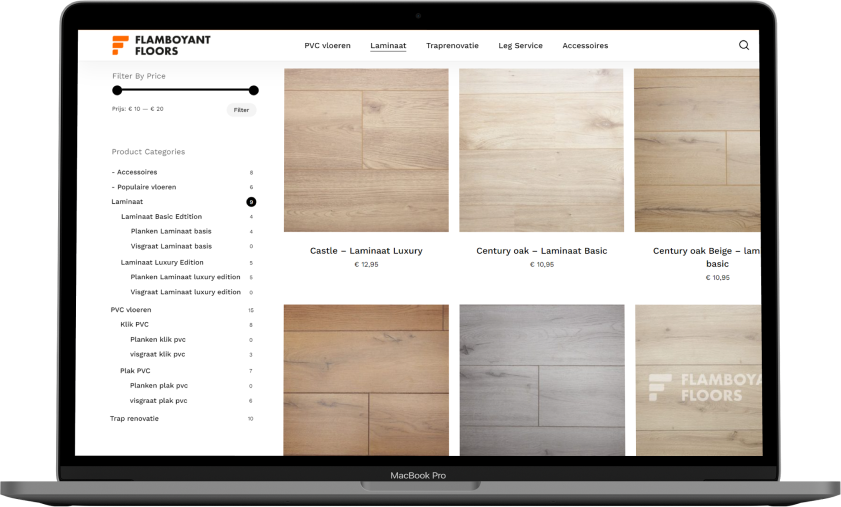 FLAMBOYANT
FLOORS
PVC vloeren
Laminaat
Traprenovatie
Leg Service
Accessoires
Filter By Price
Prijs: € 10 — € 20
Filter
Product Categories
- Accessoires 8
- Populaire vloeren 6
Laminaat 9
Laminaat Basic Edtition 4
Planken Laminaat basis 4
Visgraat Laminaat basis 0
Laminaat Luxury Edition 5
Planken Laminaat luxury edition 5
Visgraat Laminaat luxury edition 0
PVC vloeren 15
Klik PVC 8
Planken klik pvc 0
visgraat klik pvc 3
Plak PVC 7
Planken plak pvc 0
visgraat plak pvc 6
Trap renovatie 10
Castle – Laminaat Luxury
€ 12,95
Century oak – Laminaat Basic
€ 10,95
Century oak Beige – lam
basic
€ 10,95
FLAMBOYA
FLOORS
MacBook Pro